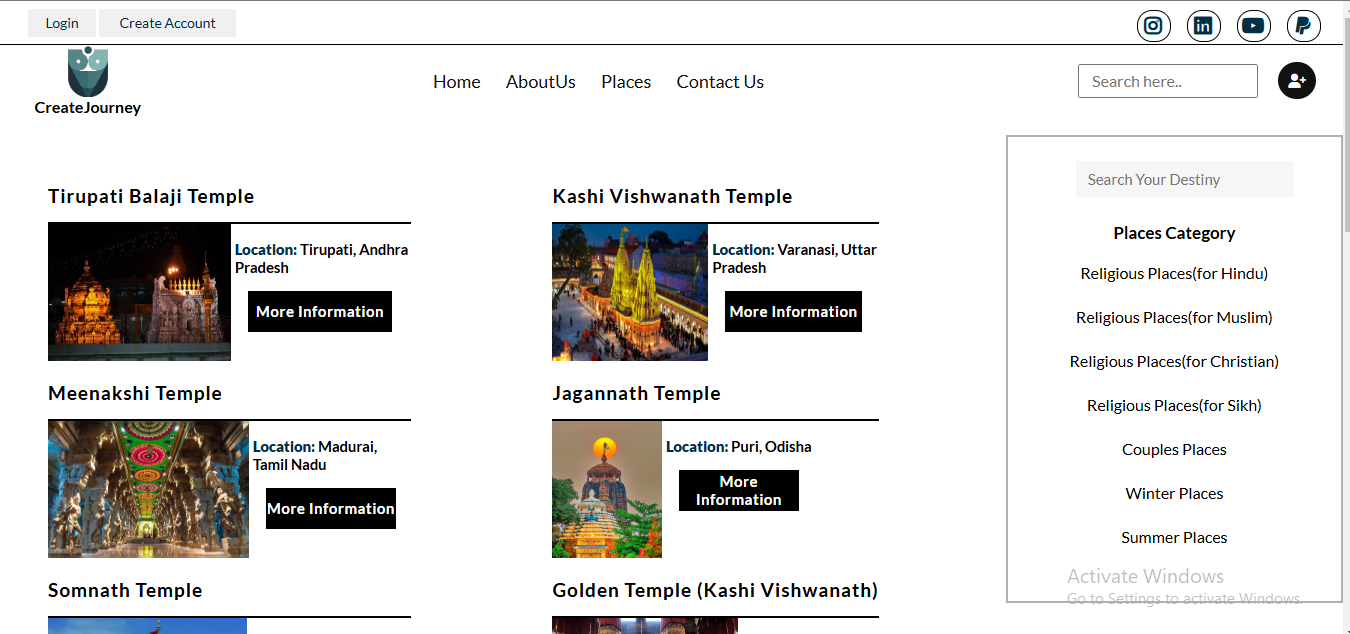 Login
Create Account
CreateJourney
Home
AboutUs
Places
Contact Us
Search here..
Tirupati Balaji Temple
Location: Tirupati, Andhra
Pradesh
More Information
Kashi Vishwanath Temple
Location: Varanasi, Uttar
Pradesh
More Information
Meenakshi Temple
Location: Madurai,
Tamil Nadu
More Information
Jagannath Temple
Location: Puri, Odisha
More
Information
Somnath Temple
Golden Temple (Kashi Vishwanath)
Search Your Destiny
Places Category
Religious Places(for Hindu)
Religious Places(for Muslim)
Religious Places(for Christian)
Religious Places(for Sikh)
Couples Places
Winter Places
Summer Places
Activate Windows
Go to Settings to activate Windows.